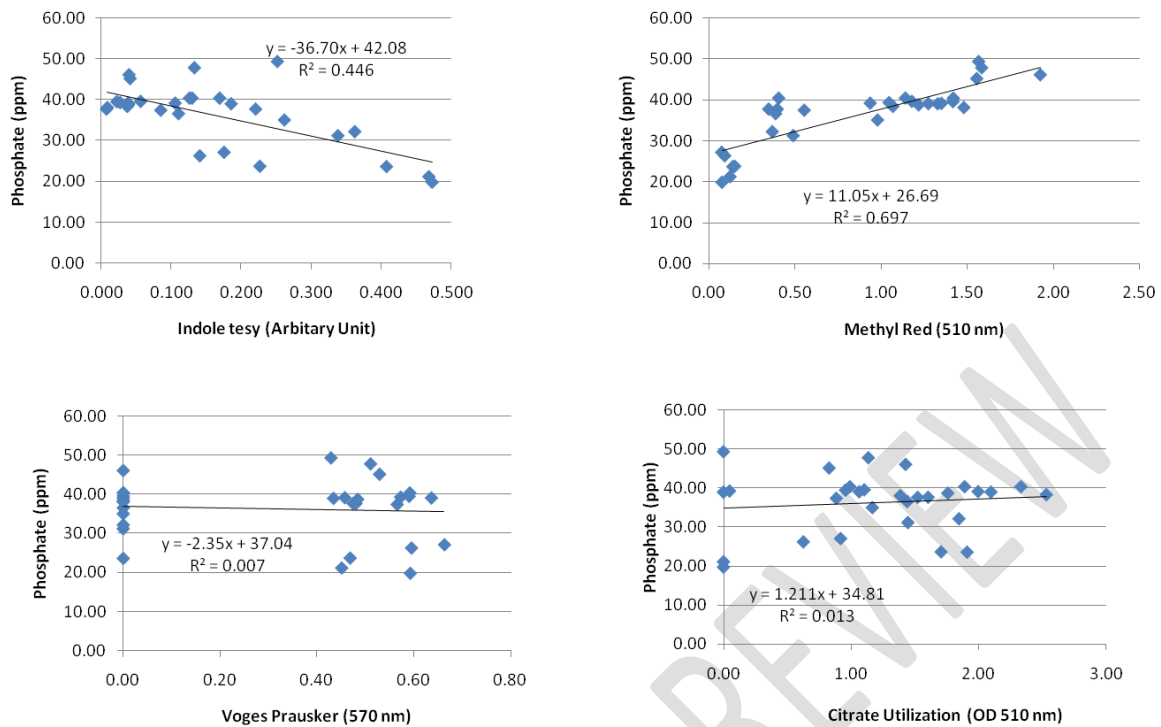 60.00
50.00
40.00
30.00
20.00
10.00
0.00
Phosphate (ppm)
y = -36.70x + 42.08
R² = 0.446
0.000 0.100 0.200 0.300 0.400 0.500
Indole tesy (Arbitary Unit)
60.00
50.00
40.00
30.00
20.00
10.00
0.00
Phosphate (ppm)
y = 11.05x + 26.69
R² = 0.697
0.00 0.50 1.00 1.50 2.00 2.50
Methyl Red (510 nm)
60.00
50.00
40.00
30.00
20.00
10.00
0.00
Phosphate (ppm)
y = -2.35x + 37.04
R² = 0.007
0.00 0.20 0.40 0.60 0.80
Voges Prausker (570 nm)
60.00
50.00
40.00
30.00
20.00
10.00
0.00
Phosphate (ppm)
y = 1.211x + 34.81
R² = 0.013
0.00 1.00 2.00 3.00
Citrate Utilization (OD 510 nm)
REVIEW